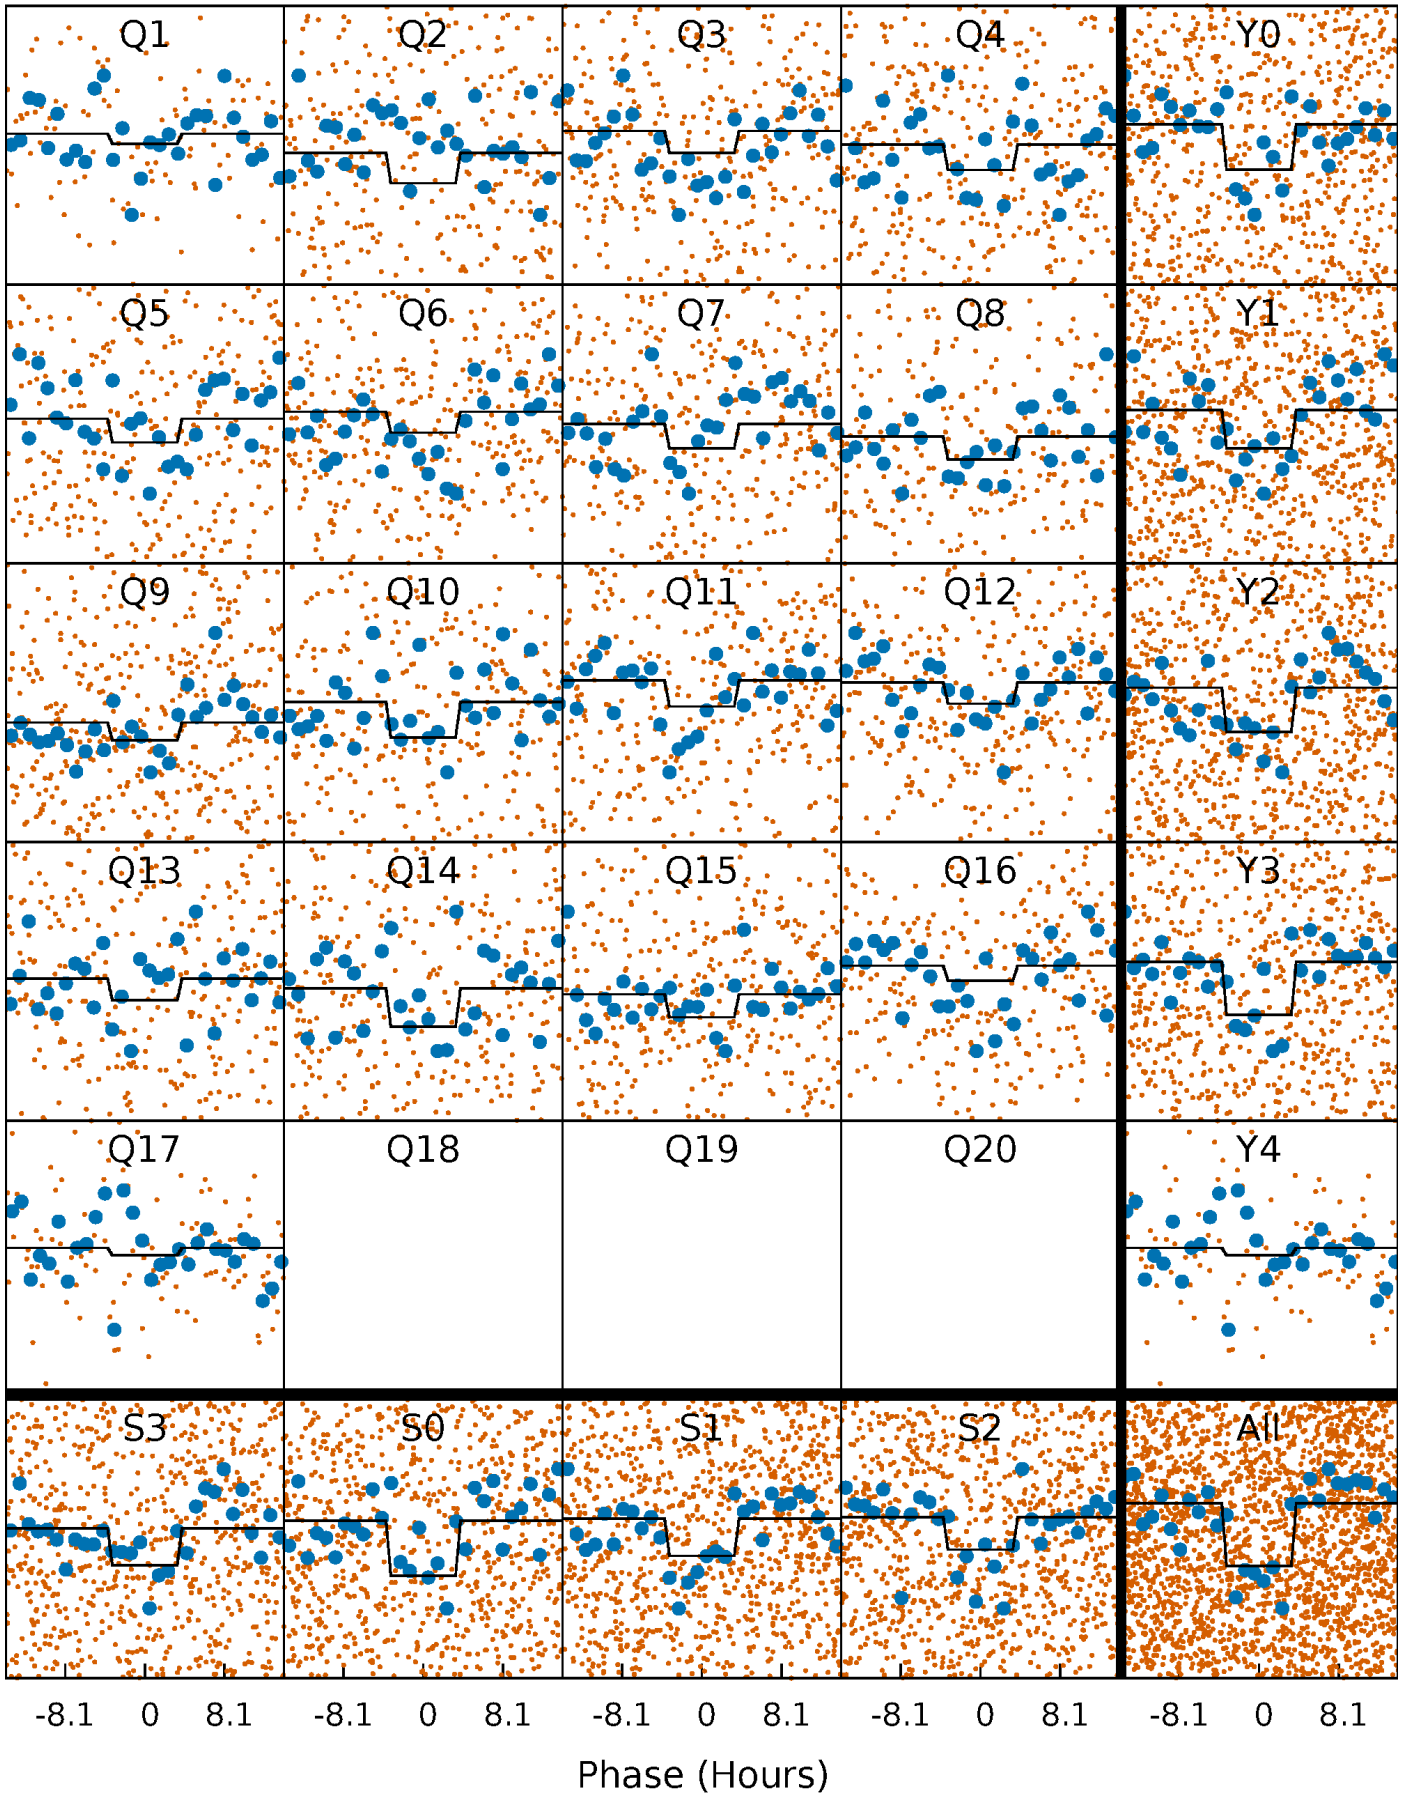 Q1 Q2 Q3 Q4 Y0
Q5 Q6 Q7 Q8 Y1
Q9 Q10 Q11 Q12 Y2
Q13 Q14 Q15 Q16 Y3
Q17 Q18 Q19 Q20 Y4
S3 S0 S1 S2 All
-8.1 0 8.1 -8.1 0 8.1 -8.1 0 8.1 -8.1 0 8.1 -8.1 0 8.1
Phase (Hours)